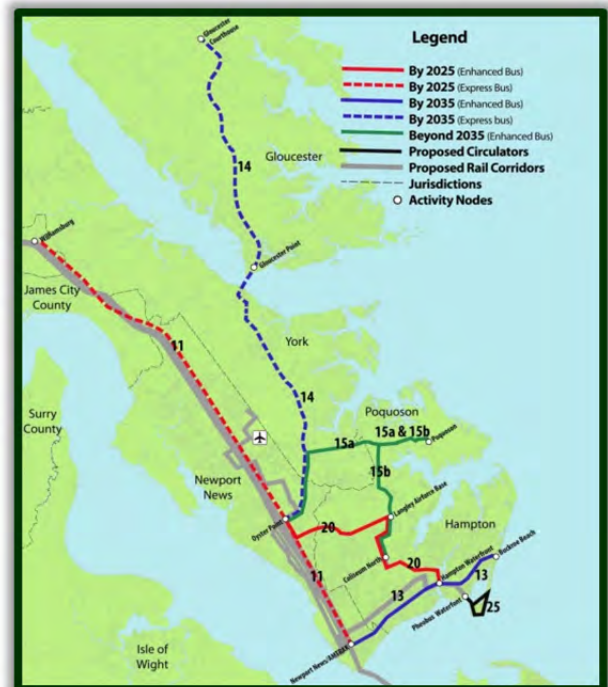 Legend
By 2025 (Enhanced Bus)
By 2025 (Express Bus)
By 2035 (Enhanced Bus)
By 2035 (Express bus)
Beyond 2035 (Enhanced Bus)
Proposed Circulators
Proposed Rail Corridors
Jurisdictions
Activity Nodes
Gloucester
Courthouse
14
Gloucester
Williamsburg
Gloucester Point
James City
County
11
York
Surry
County
14
Poquoson
15a & 15b
15a
Poquoson
15b
Newport
News
Oyster Point
20
Langley Airforce Base
Hampton
11
Coliseum North
20
Hampton Waterfront
Buckroe Beach
13
13
Phoebus Waterfront
25
Newport News/AMTRAK
Isle of
Wight